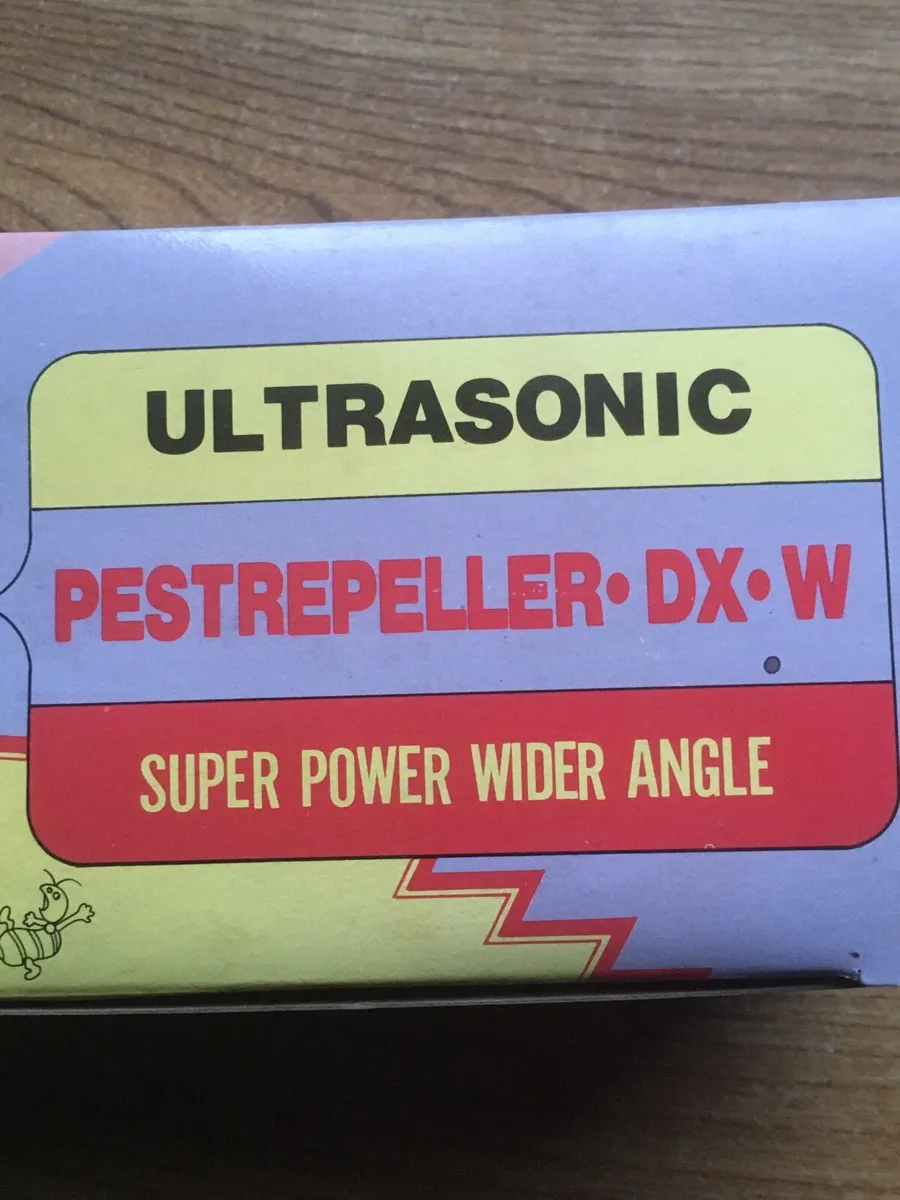 ULTRASONIC
PESTREPELLER•DX•W
SUPER POWER WIDER ANGLE